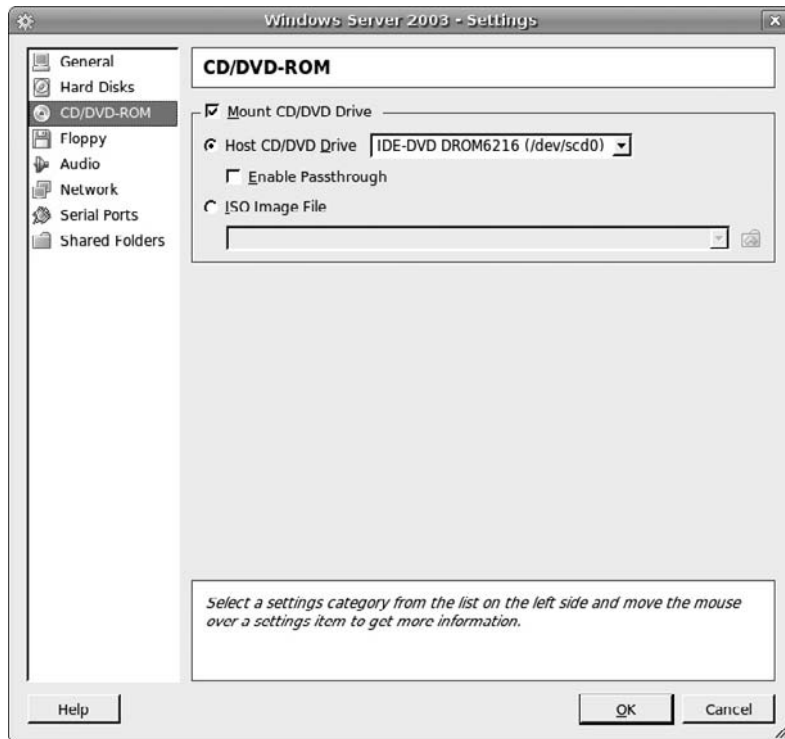 Windows Server 2003 - Settings
General
Hard Disks
CD/DVD-ROM
Floppy
Audio
Network
Serial Ports
Shared Folders
CD/DVD-ROM
Mount CD/DVD Drive
Host CD/DVD Drive IDE-DVD DROM6216 (/dev/scd0)
Enable Passthrough
ISO Image File
Select a settings category from the list on the left side and move the mouse
over a settings item to get more information.
Help OK Cancel